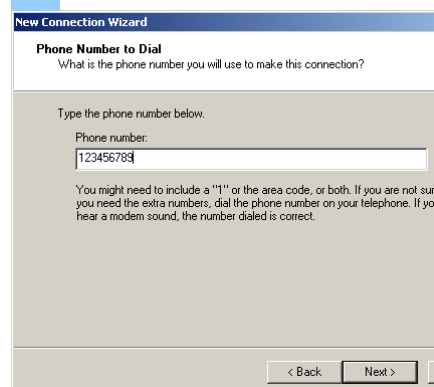 New Connection Wizard
Phone Number to Dial
What is the phone number you will use to make this connection?
Type the phone number below.
Phone number:
123456789
You might need to include a "1" or the area code, or both. If you are not
you need the extra numbers, dial the phone number on your telephone. If
hear a modem sound, the number dialed is correct.
< Back
Next >